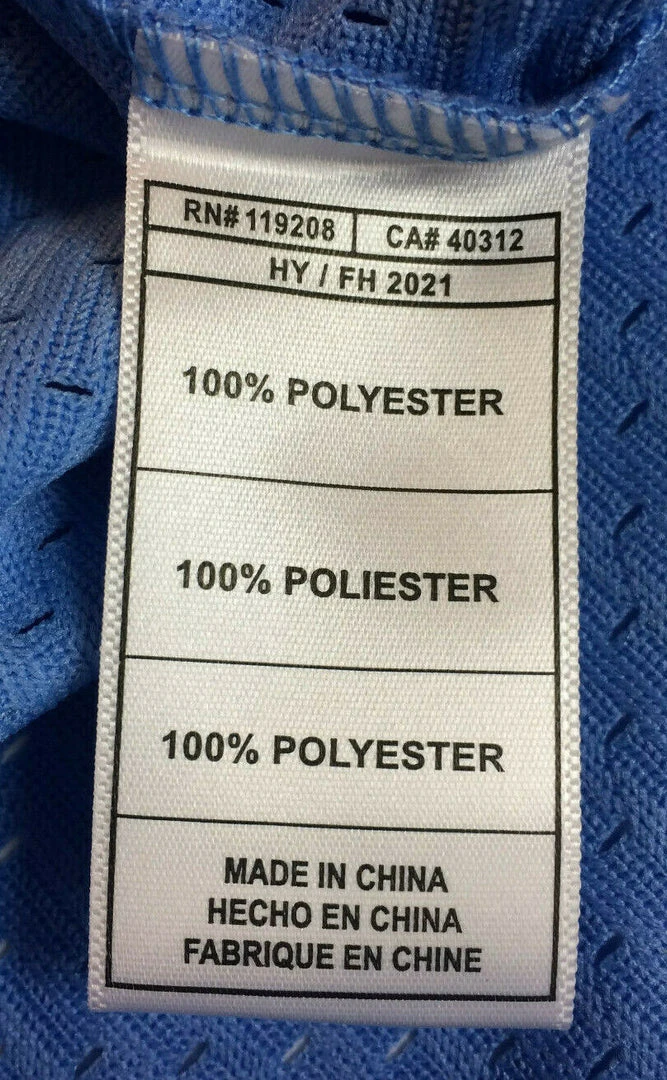 RN# 119208 CA# 40312
HY / FH 2021
100% POLYESTER
100% POLIESTER
100% POLYESTER
MADE IN CHINA
HECHO EN CHINA
FABRIQUE EN CHINE